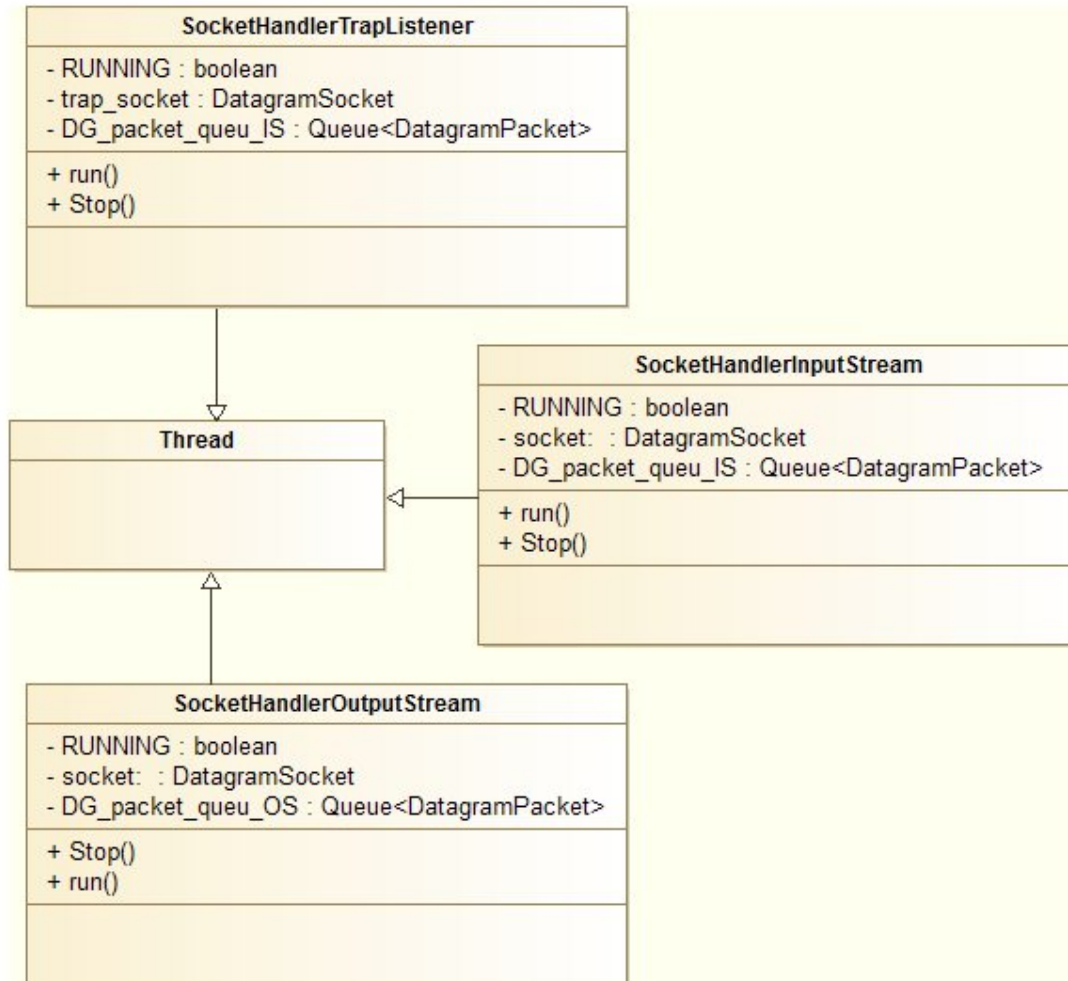 SocketHandlerTrapListener
- RUNNING : boolean
- trap_socket : DatagramSocket
- DG_packet_queu_IS : Queue<DatagramPacket>
+ run()
+ Stop()
SocketHandlerInputStream
- RUNNING : boolean
- socket: : DatagramSocket
- DG_packet_queu_IS : Queue<DatagramPacket>
+ run()
+ Stop()
Thread
SocketHandlerOutputStream
- RUNNING : boolean
- socket: : DatagramSocket
- DG_packet_queu_OS : Queue<DatagramPacket>
+ Stop()
+ run()